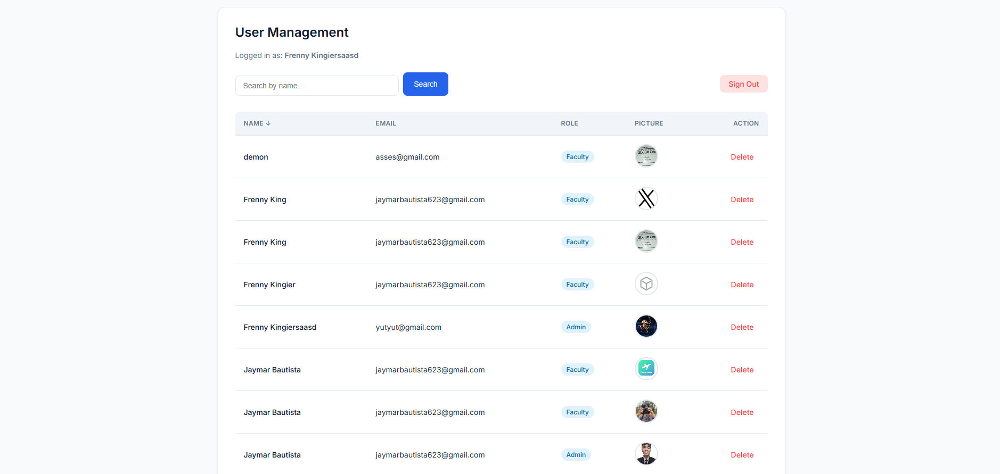 User Management
Logged in as: Frenny Kingiersaasd
Search by name...
Search
Sign Out
NAME ↓ EMAIL ROLE PICTURE ACTION
demon asses@gmail.com Faculty Delete
Frenny King jaymarbautista623@gmail.com Faculty Delete
Frenny King jaymarbautista623@gmail.com Faculty Delete
Frenny Kingier jaymarbautista623@gmail.com Faculty Delete
Frenny Kingiersaasd yutyut@gmail.com Admin Delete
Jaymar Bautista jaymarbautista623@gmail.com Faculty Delete
Jaymar Bautista jaymarbautista623@gmail.com Faculty Delete
Jaymar Bautista jaymarbautista623@gmail.com Admin Delete